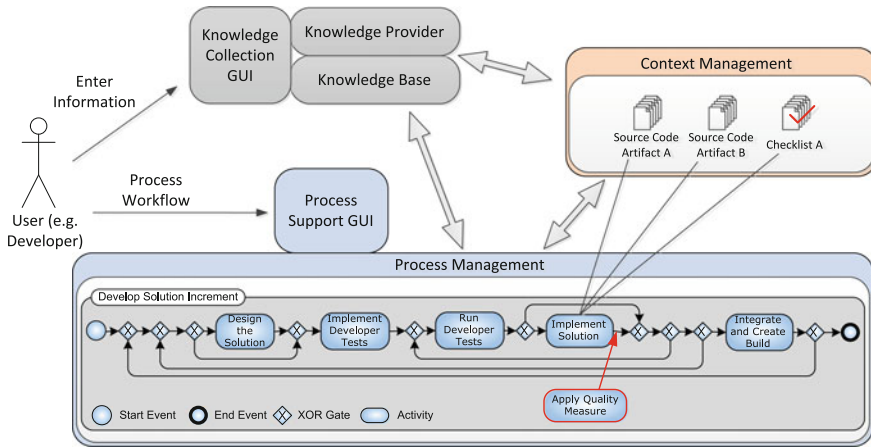 Knowledge
Collection
GUI
Knowledge Provider
Knowledge Base
Context Management
Source Code
Artifact A
Source Code
Artifact B
Checklist A
Enter
Information
Process
Workflow
User (e.g.
Developer)
Process
Support GUI
Process Management
Develop Solution Increment
X
X
X
Design
the
Solution
X
Implement
Developer
Tests
X
Run
Developer
Tests
X
Implement
Solution
X
X
X
Integrate
and Create
Build
X
Apply Quality
Measure
Start Event
End Event
X
XOR Gate
Activity